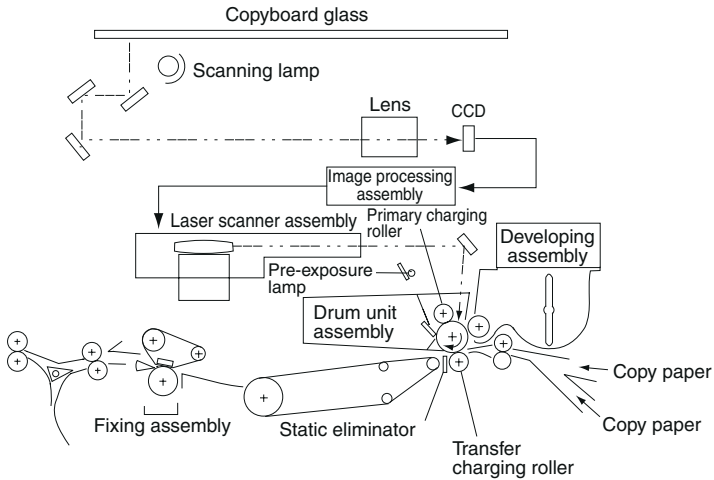 Copyboard glass
Scanning lamp
Lens
CCD
Image processing
assembly
Laser scanner assembly
Primary charging
roller
Developing
assembly
Pre-exposure
lamp
Drum unit
assembly
Copy paper
Copy paper
Fixing assembly
Static eliminator
Transfer
charging roller